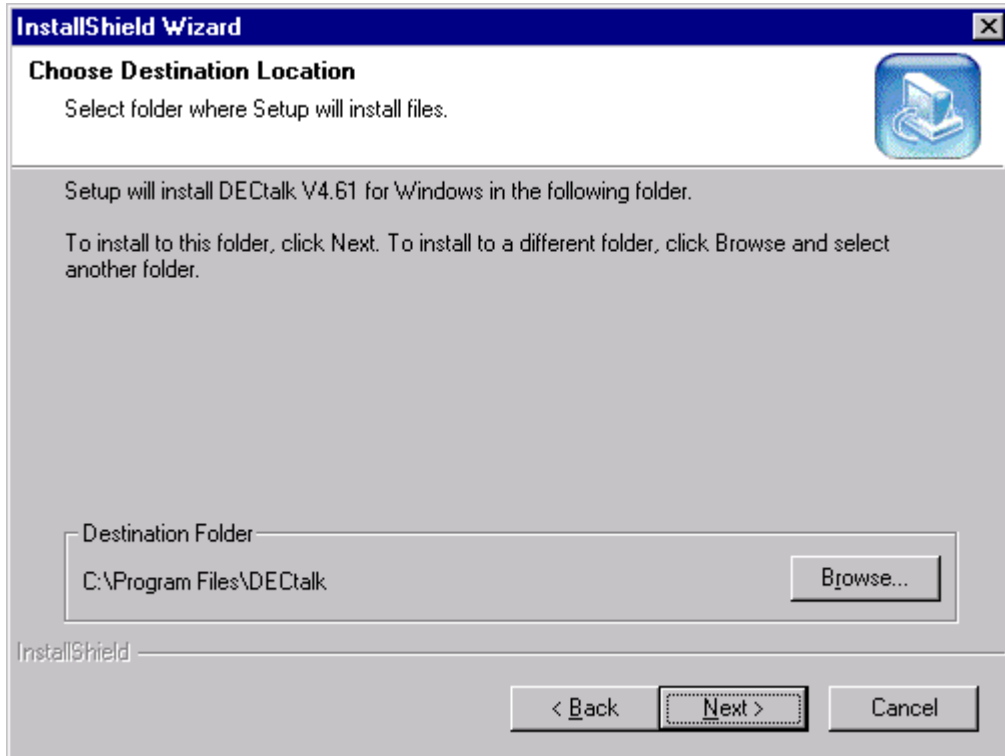 InstallShield Wizard
Choose Destination Location
Select folder where Setup will install files.
Setup will install DECtalk V4.61 for Windows in the following folder.
To install to this folder, click Next. To install to a different folder, click Browse and select
another folder.
Destination Folder
C:\Program Files\DECtalk
Browse...
InstallShield
< Back
Next >
Cancel